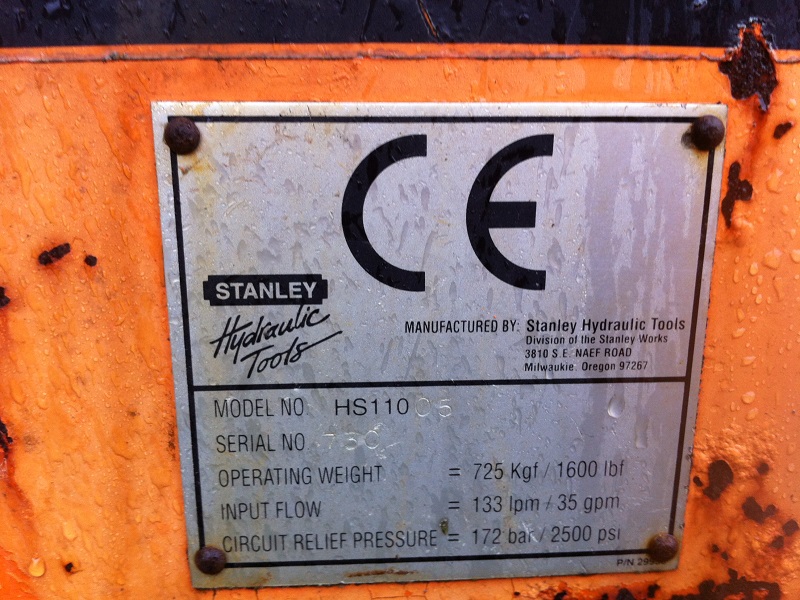 CE
STANLEY
Hydraulic
Tools
MANUFACTURED BY: Stanley Hydraulic Tools
Division of the Stanley Works
3810 S.E. NAEF ROAD
Milwaukie, Oregon 97267
MODEL NO HS11005
SERIAL NO
OPERATING WEIGHT = 725 Kgf / 1600 lbf
INPUT FLOW = 133 lpm / 35 gpm
CIRCUIT RELIEF PRESSURE = 172 bar / 2500 psi
P/N